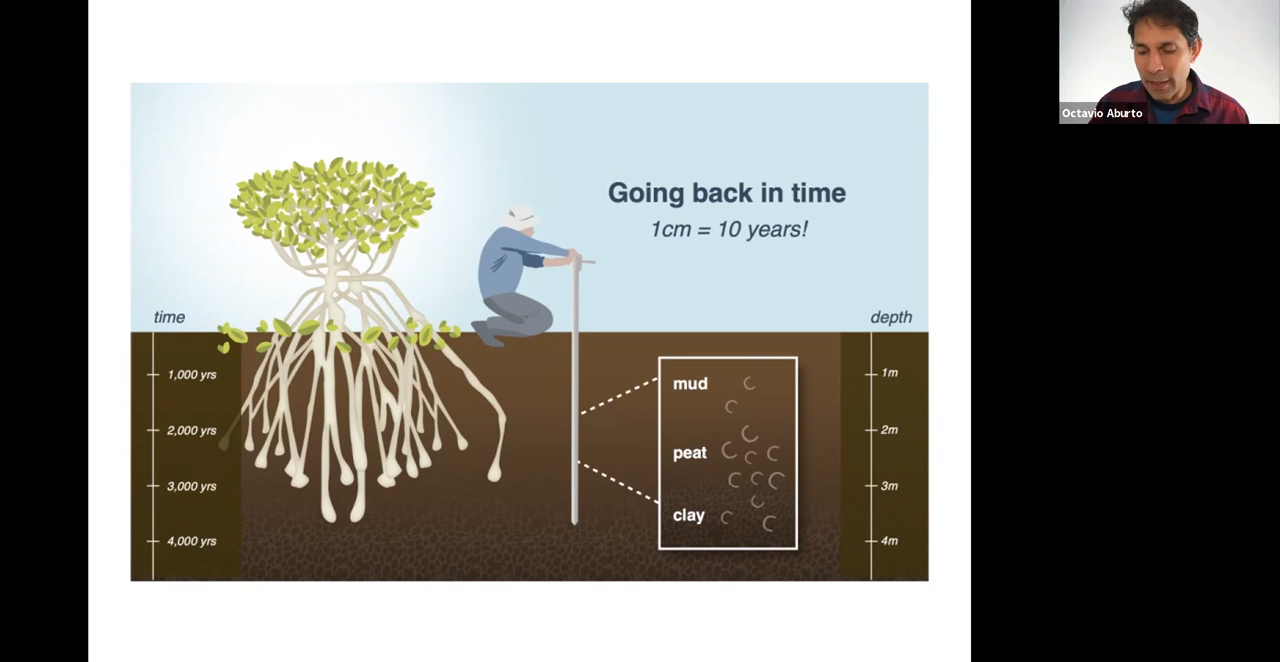 Octavio Aburto
Going back in time
1cm = 10 years!
time
depth
1,000 yrs
2,000 yrs
3,000 yrs
4,000 yrs
mud
peat
clay
1m
2m
3m
4m